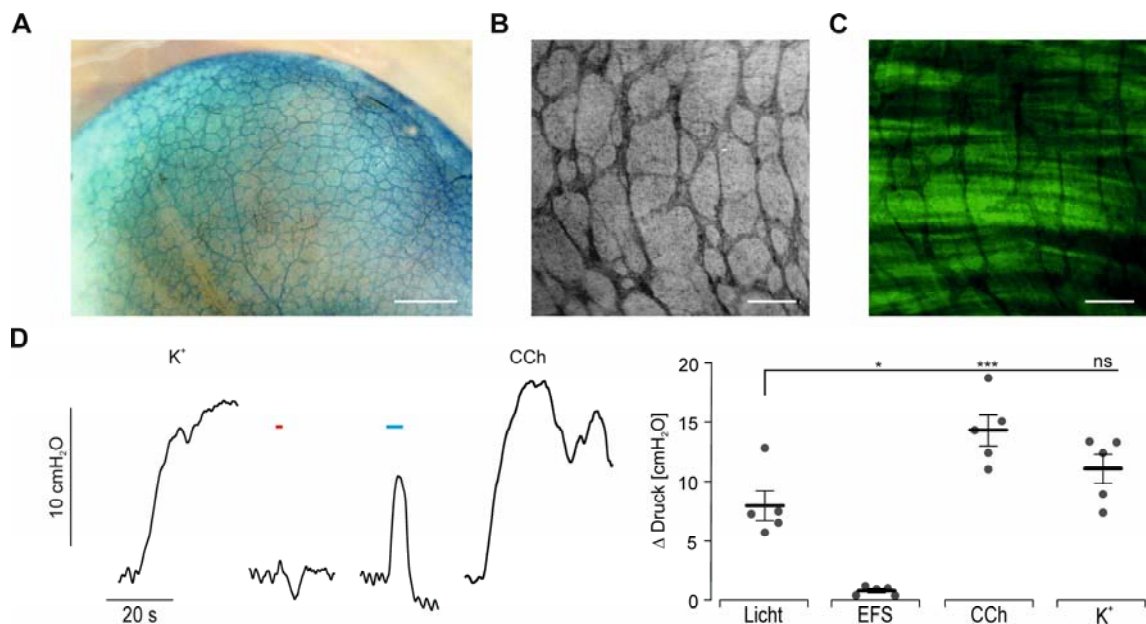 A
B
C
D
K⁺
CCh
10 cmH₂O
20 s
* *** ns
Δ Druck [cmH₂O]
20
15
10
5
0
Licht EFS CCh K⁺